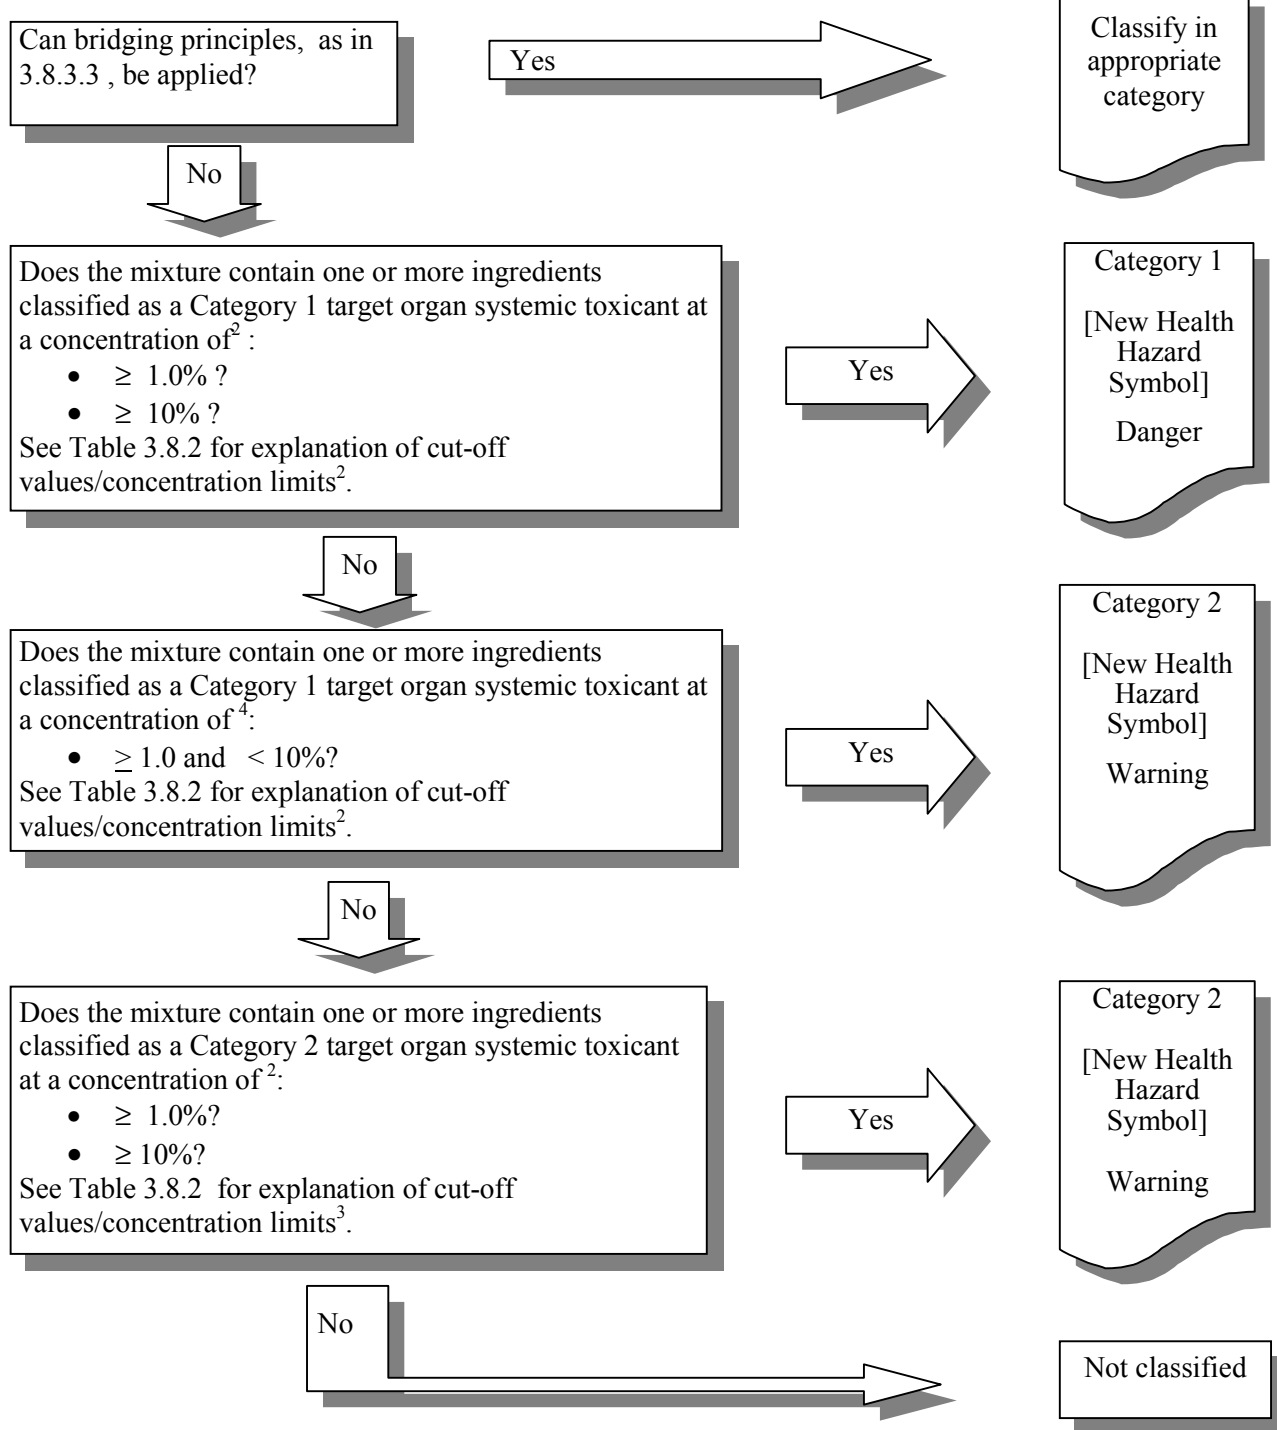 Can bridging principles,  as in
3.8.3.3 , be applied?
Yes
Classify in
appropriate
category
No
Does the mixture contain one or more ingredients
classified as a Category 1 target organ systemic toxicant at
a concentration of² :
• ≥ 1.0% ?
• ≥ 10% ?
See Table 3.8.2 for explanation of cut-off
values/concentration limits².
Yes
Category 1
[New Health
Hazard
Symbol]
Danger
No
Does the mixture contain one or more ingredients
classified as a Category 1 target organ systemic toxicant at
a concentration of ⁴:
• ≥ 1.0 and  < 10%?
See Table 3.8.2 for explanation of cut-off
values/concentration limits².
Yes
Category 2
[New Health
Hazard
Symbol]
Warning
No
Does the mixture contain one or more ingredients
classified as a Category 2 target organ systemic toxicant
at a concentration of ²:
• ≥ 1.0%?
• ≥ 10%?
See Table 3.8.2  for explanation of cut-off
values/concentration limits³.
Yes
Category 2
[New Health
Hazard
Symbol]
Warning
No
Not classified